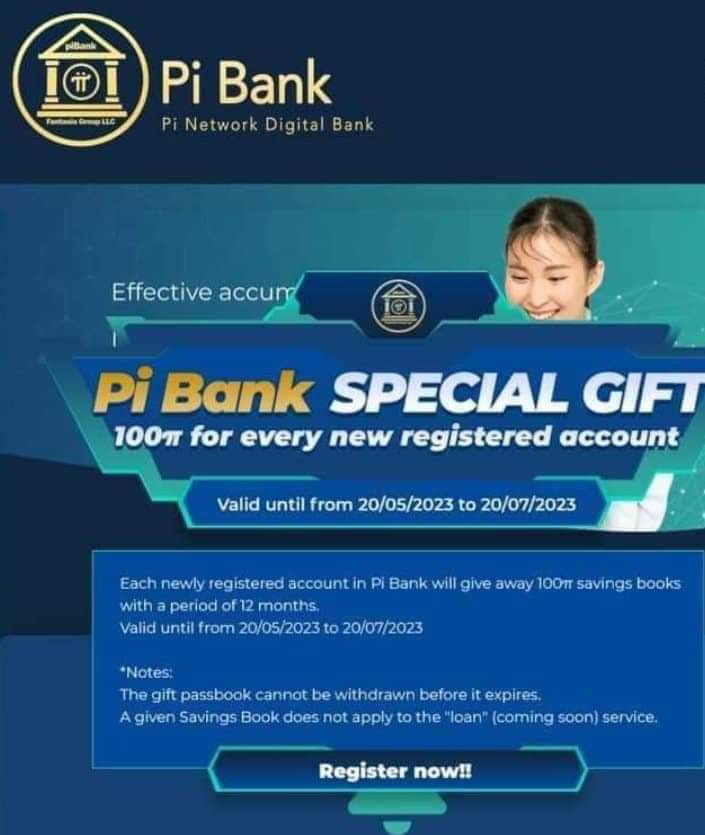 piBank
π
Fantasia Group LLC
Pi Bank
Pi Network Digital Bank
Effective accum
Pi Bank SPECIAL GIFT
100π for every new registered account
Valid until from 20/05/2023 to 20/07/2023
Each newly registered account in Pi Bank will give away 100π savings books
with a period of 12 months.
Valid until from 20/05/2023 to 20/07/2023
*Notes:
The gift passbook cannot be withdrawn before it expires.
A given Savings Book does not apply to the "loan" (coming soon) service.
Register now!!